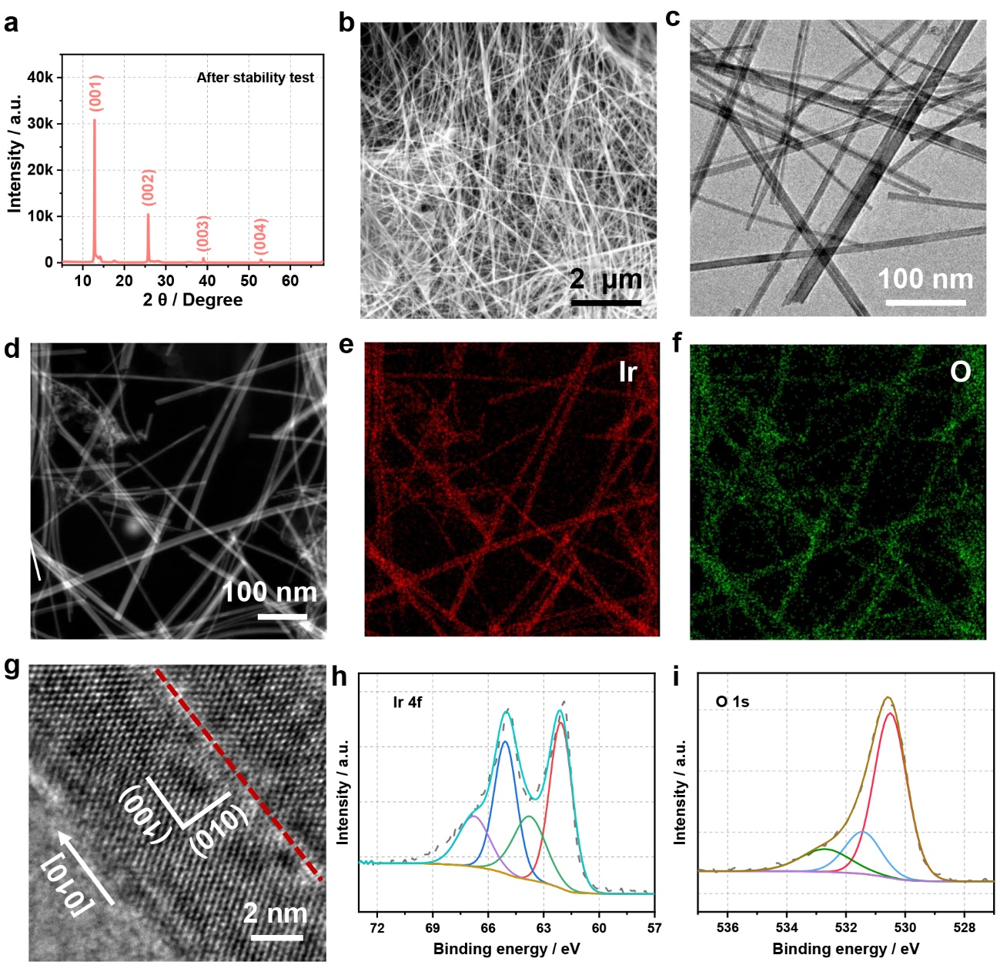 a
After stability test
(001)
(002)
(003)
(004)
40k
30k
20k
10k
0
10 20 30 40 50 60
Intensity / a.u.
2 θ / Degree
b
2 μm
c
100 nm
d
100 nm
e
Ir
f
O
g
(001)
(010)
[010]
2 nm
h
Ir 4f
Intensity / a.u.
72 69 66 63 60 57
Binding energy / eV
i
O 1s
Intensity / a.u.
536 534 532 530 528
Binding energy / eV